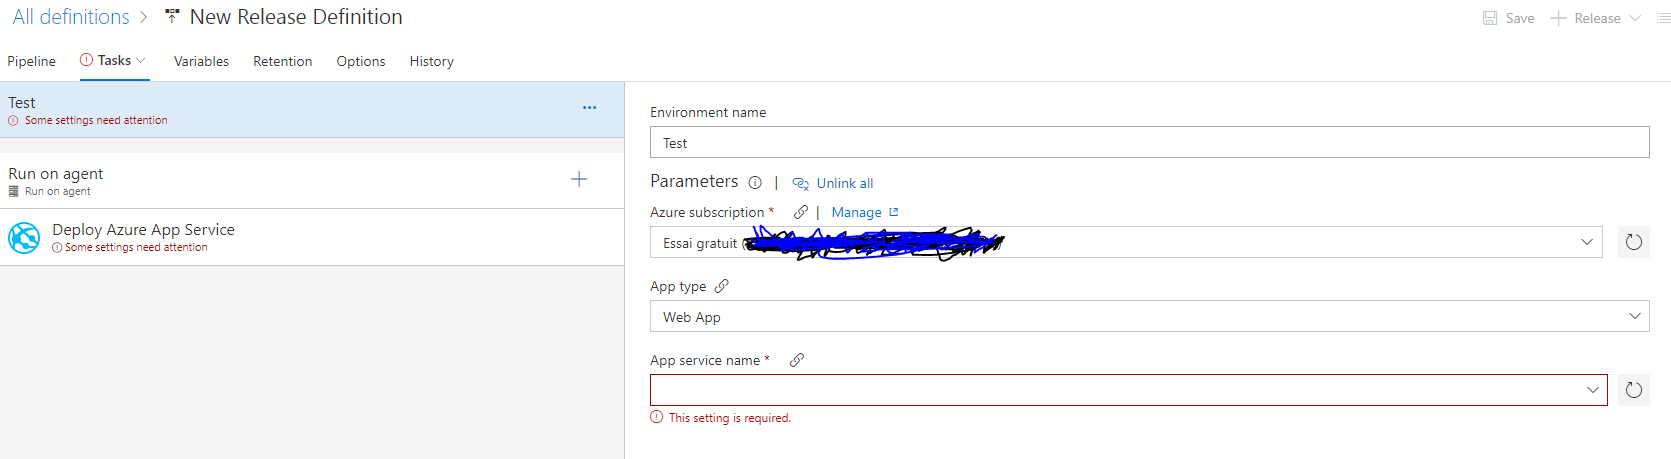 All definitions > New Release Definition
Save Release
Pipeline Tasks Variables Retention Options History
Test
Some settings need attention
Run on agent
Run on agent
Deploy Azure App Service
Some settings need attention
Environment name
Test
Parameters | Unlink all
Azure subscription * | Manage
Essai gratuit (
App type
Web App
App service name *
This setting is required.